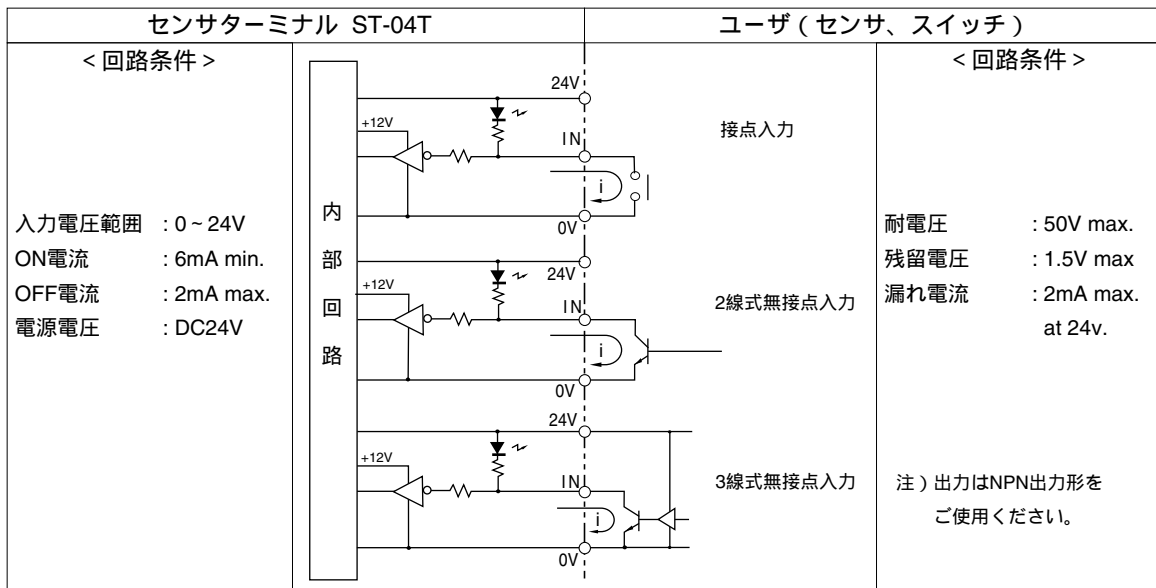 センサターミナル ST-04T
ユーザ ( センサ、スイッチ )
< 回路条件 >
入力電圧範囲 : 0 ~ 24V
ON電流 : 6mA min.
OFF電流 : 2mA max.
電源電圧 : DC24V
内部回路
24V
+12V
IN
i
0V
接点入力
24V
+12V
IN
i
0V
2線式無接点入力
24V
+12V
IN
i
0V
3線式無接点入力
< 回路条件 >
耐電圧 : 50V max.
残留電圧 : 1.5V max
漏れ電流 : 2mA max.
at 24v.
注 ) 出力はNPN出力形を
ご使用ください。